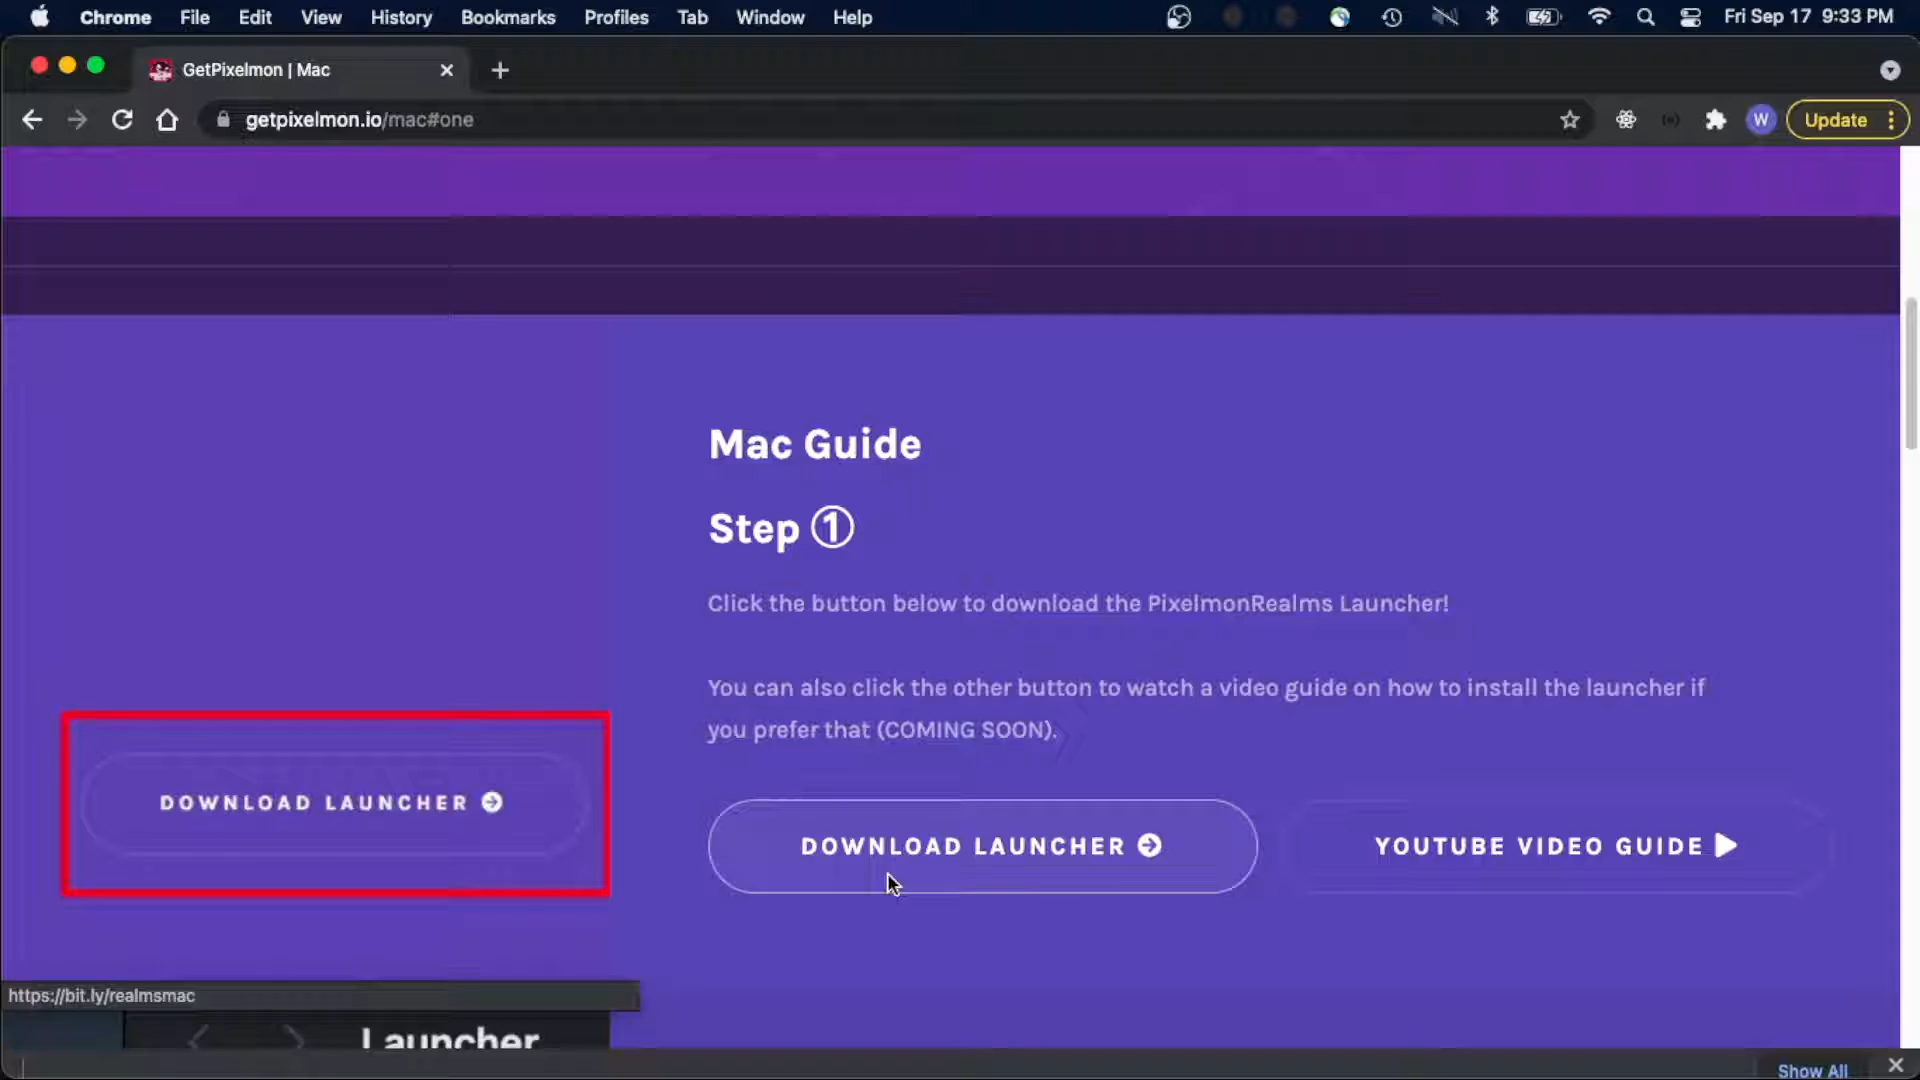 Chrome File Edit View History Bookmarks Profiles Tab Window Help Fri Sep 17 9:33 PM
GetPixelmon | Mac
getpixelmon.io/mac#one W Update
Mac Guide
Step ①
Click the button below to download the PixelmonRealms Launcher!
You can also click the other button to watch a video guide on how to install the launcher if
you prefer that (COMING SOON).
DOWNLOAD LAUNCHER
DOWNLOAD LAUNCHER
YOUTUBE VIDEO GUIDE
https://bit.ly/realmsmac
Launcher
Show All